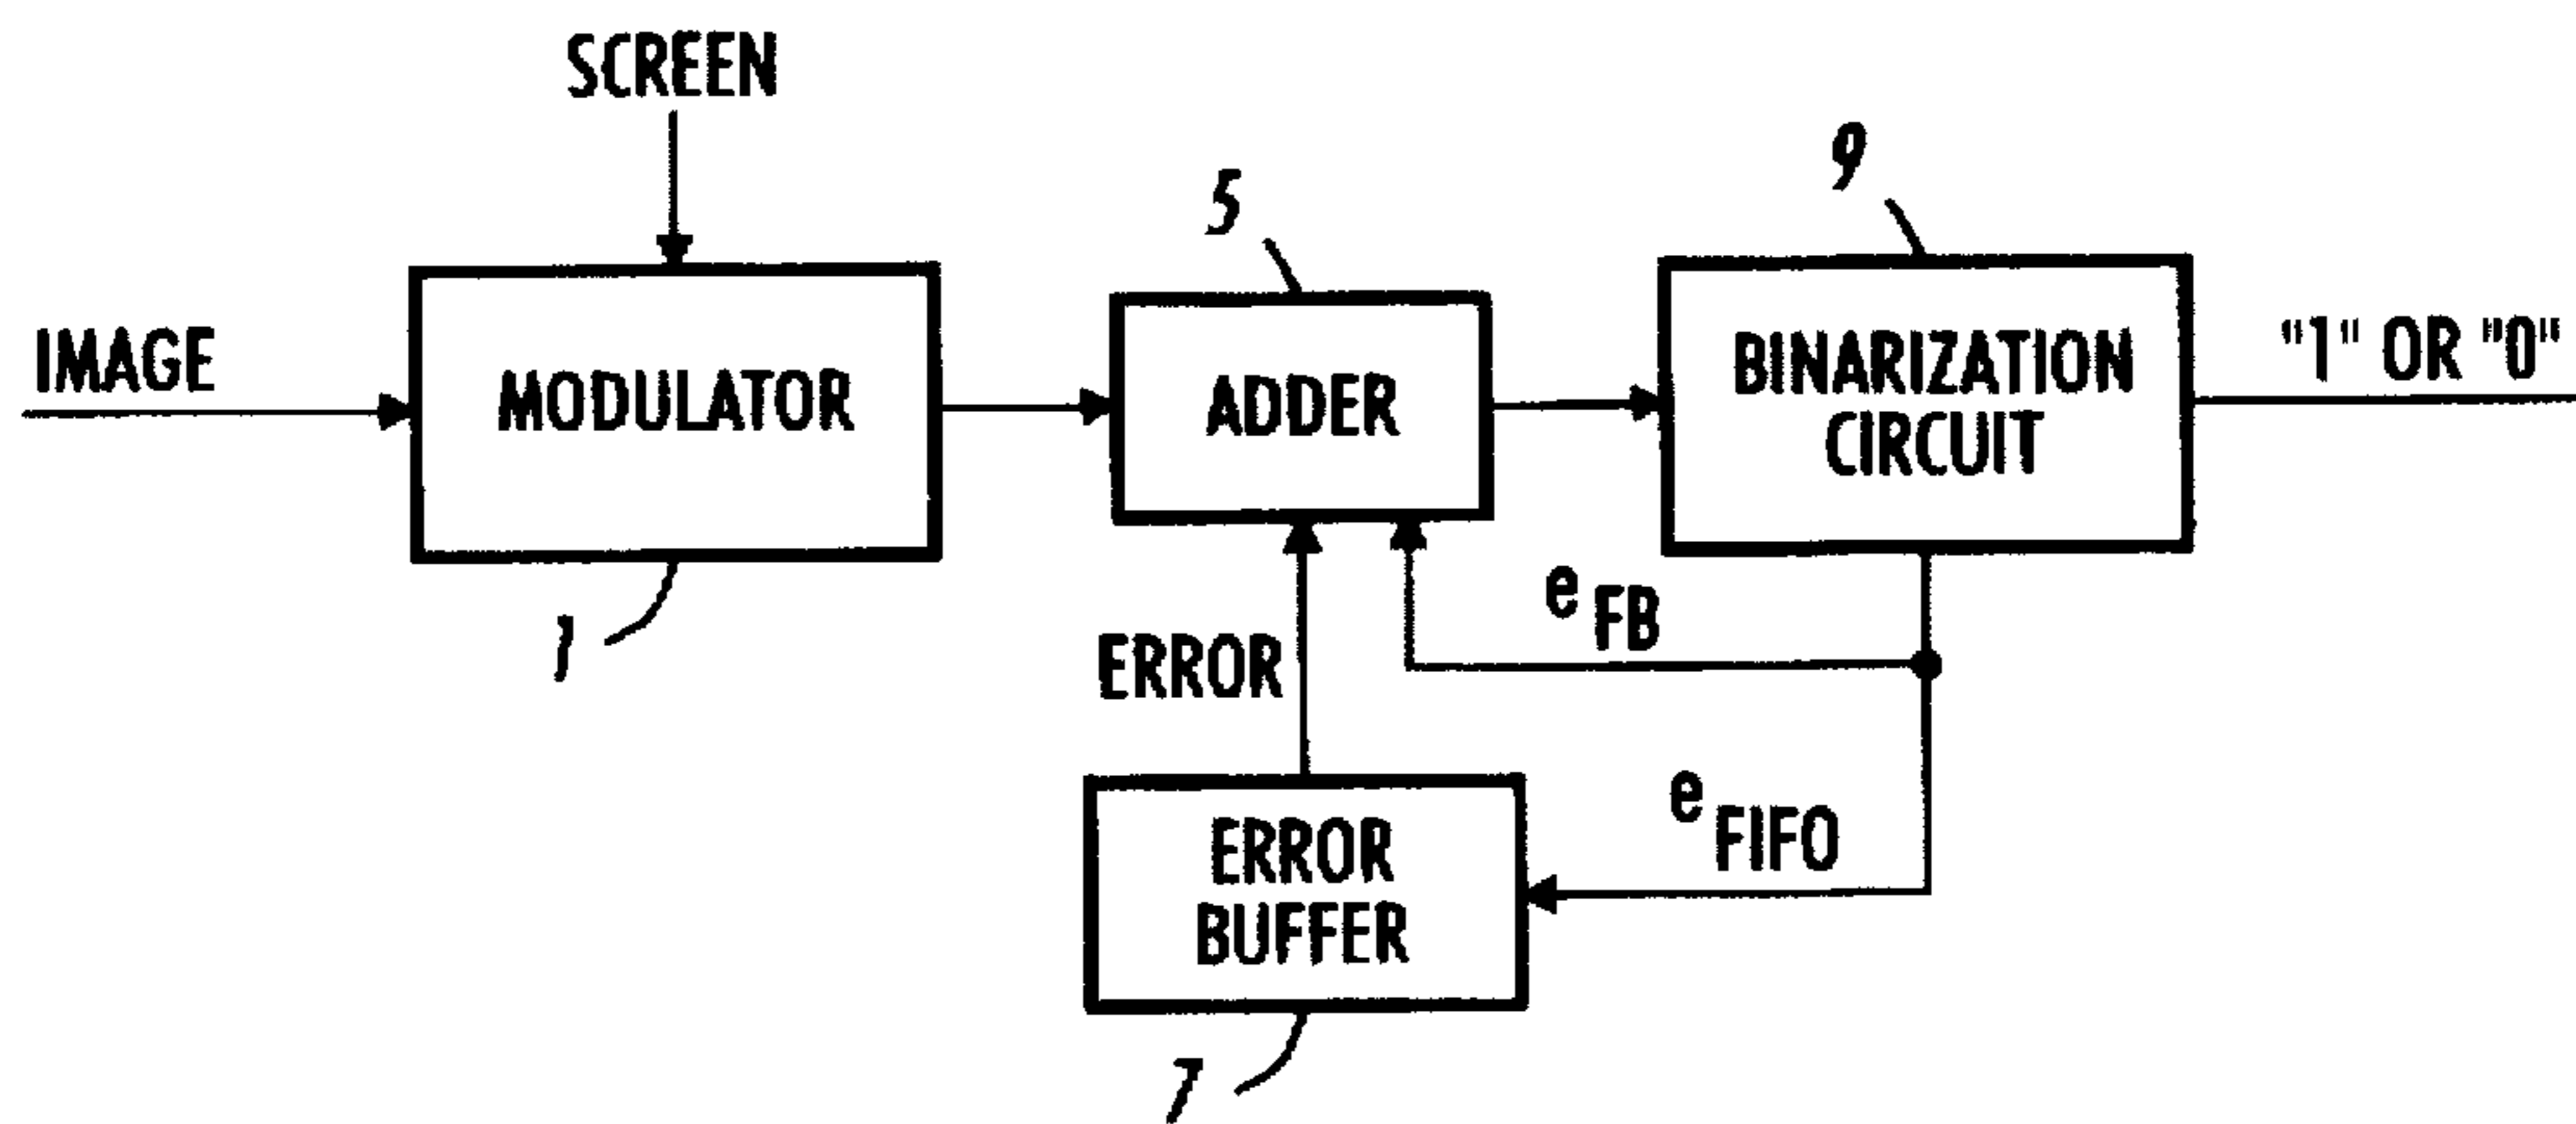 SCREEN
9
5
IMAGE
MODULATOR
ADDER
BINARIZATION
CIRCUIT
"1" OR "0"
1
ERROR
e FB
e FIFO
ERROR
BUFFER
7